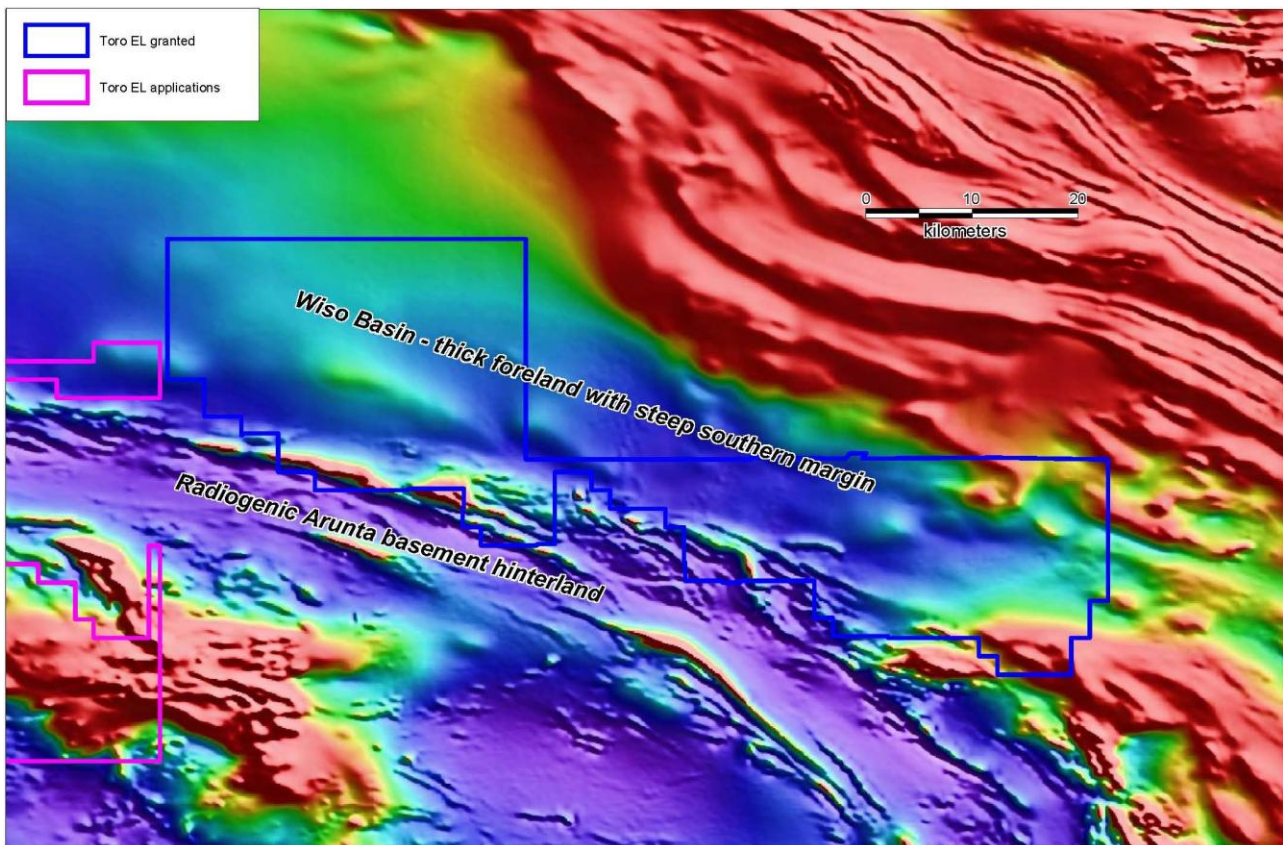 Toro EL granted
Toro EL applications
0 10 20
kilometers
Wiso Basin - thick foreland with steep southern margin
Radiogenic Arunta basement hinterland